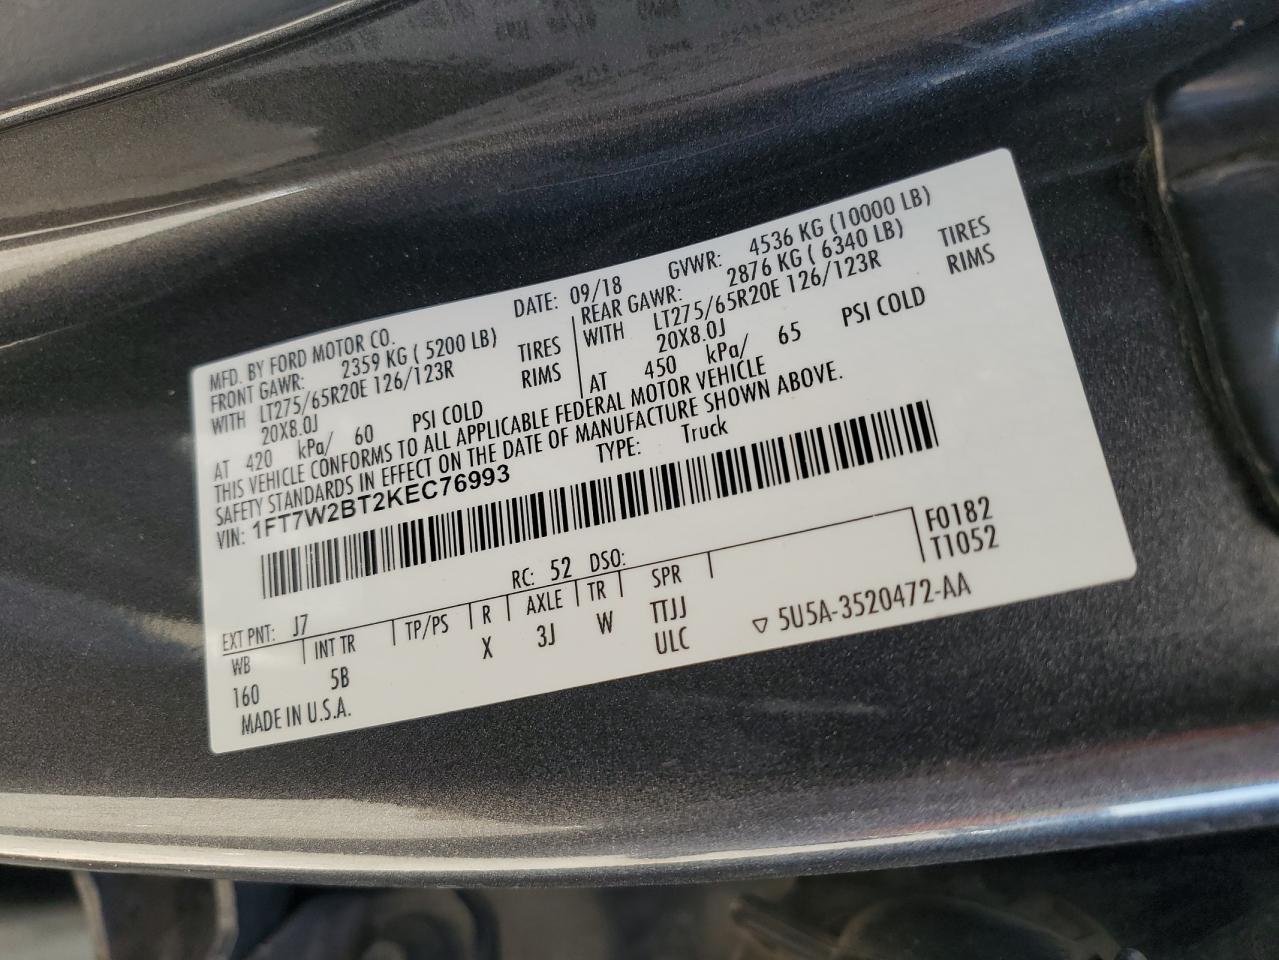 MFD. BY FORD MOTOR CO.
DATE: 09/18 GVWR: 4536 KG (10000 LB)
FRONT GAWR: 2359 KG ( 5200 LB)
WITH LT275/65R20E 126/123R TIRES
20X8.0J RIMS
AT 420 kPa/ 60 PSI COLD
REAR GAWR: 2876 KG ( 6340 LB)
WITH LT275/65R20E 126/123R TIRES
20X8.0J RIMS
AT 450 kPa/ 65 PSI COLD
THIS VEHICLE CONFORMS TO ALL APPLICABLE FEDERAL MOTOR VEHICLE
SAFETY STANDARDS IN EFFECT ON THE DATE OF MANUFACTURE SHOWN ABOVE.
VIN: 1FT7W2BT2KEC76993 TYPE: Truck
F0182
T1052
EXT PNT: J7 RC: 52 DSO:
WB INT TR TP/PS R AXLE TR SPR
160 5B X 3J W TTJJ
ULC
MADE IN U.S.A. ▽ 5U5A-3520472-AA